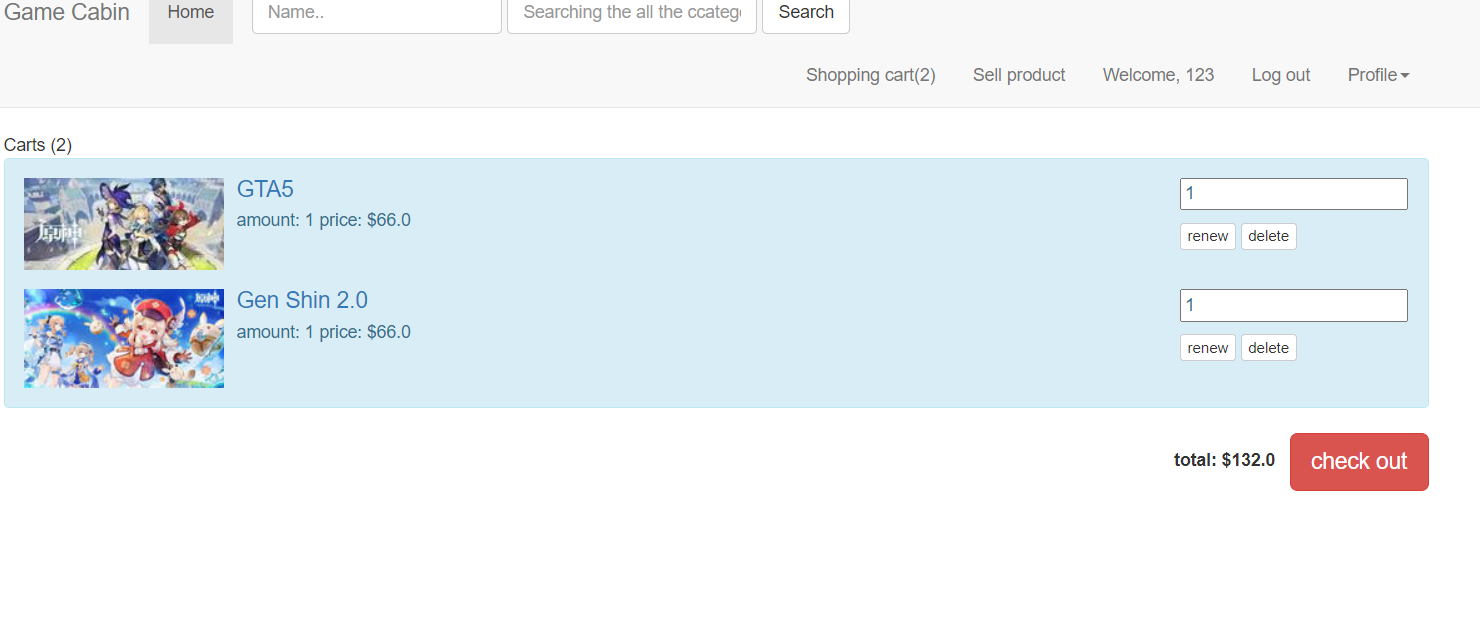 Game Cabin Home Name.. Searching the all the ccateg Search
Shopping cart(2) Sell product Welcome, 123 Log out Profile
Carts (2)
原神
GTA5
amount: 1 price: $66.0
1
renew delete
原神
Gen Shin 2.0
amount: 1 price: $66.0
1
renew delete
total: $132.0 check out